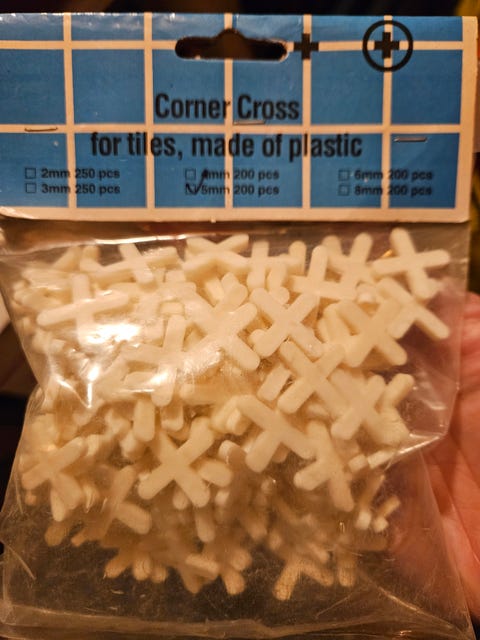 Corner Cross
for tiles, made of plastic
2mm 250 pcs 4mm 200 pcs 6mm 200 pcs
3mm 250 pcs 5mm 200 pcs 8mm 200 pcs